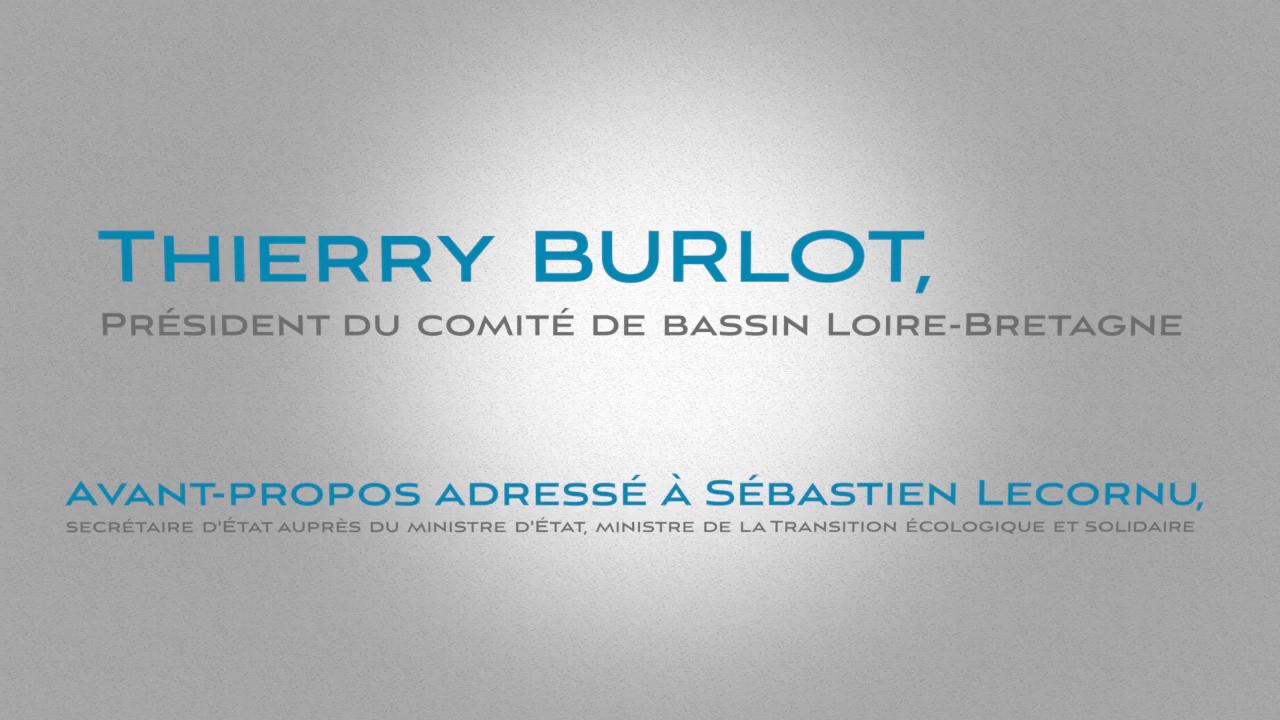 Thierry BURLOT,
Président du comité de bassin Loire-Bretagne
Avant-propos adressé à Sébastien Lecornu,
secrétaire d'État auprès du ministre d'État, ministre de la Transition écologique et solidaire